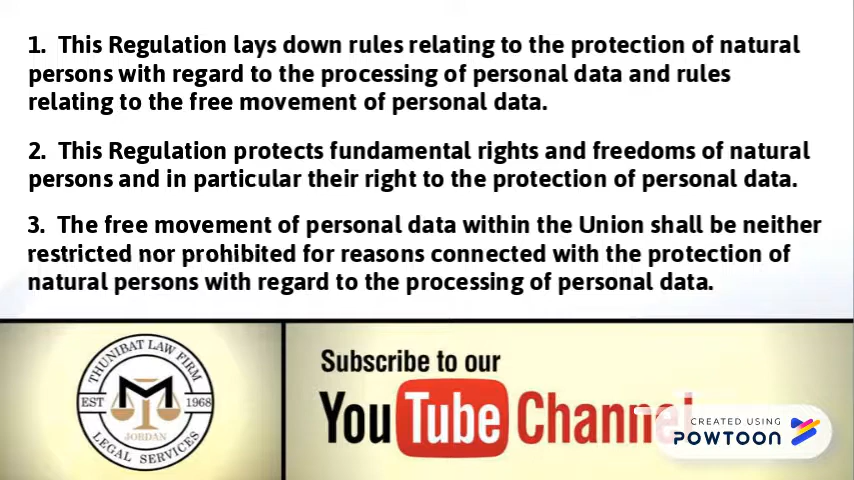 1. This Regulation lays down rules relating to the protection of natural
persons with regard to the processing of personal data and rules
relating to the free movement of personal data.
2. This Regulation protects fundamental rights and freedoms of natural
persons and in particular their right to the protection of personal data.
3. The free movement of personal data within the Union shall be neither
restricted nor prohibited for reasons connected with the protection of
natural persons with regard to the processing of personal data.
THUNIBAT LAW FIRM
M
EST 1968
JORDAN
LEGAL SERVICES
Subscribe to our
YouTube Channel
CREATED USING
POWTOON